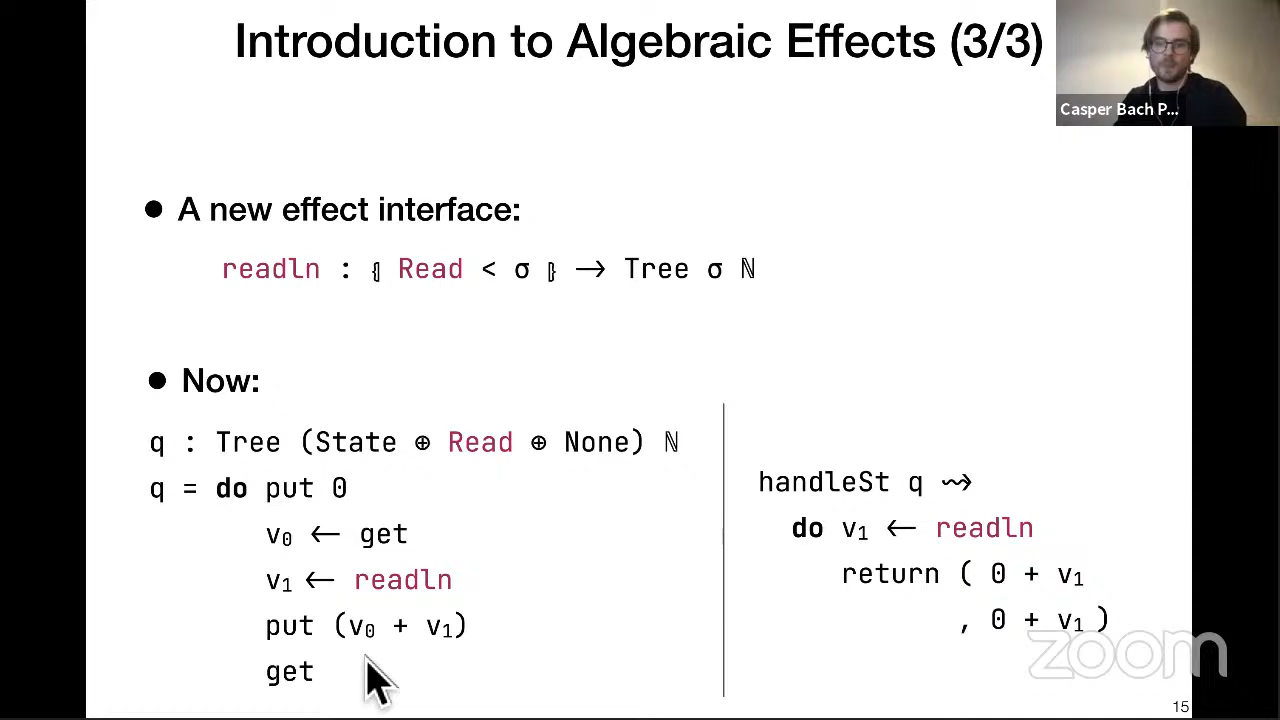 Introduction to Algebraic Effects (3/3)
Casper Bach P...
● A new effect interface:
readln : ⦃ Read < σ ⦄ → Tree σ ℕ
● Now:
q : Tree (State ⊕ Read ⊕ None) ℕ
q = do put 0
v₀ ← get
v₁ ← readln
put (v₀ + v₁)
get
handleSt q ⇝
do v₁ ← readln
return ( 0 + v₁
, 0 + v₁ )
zoom
15